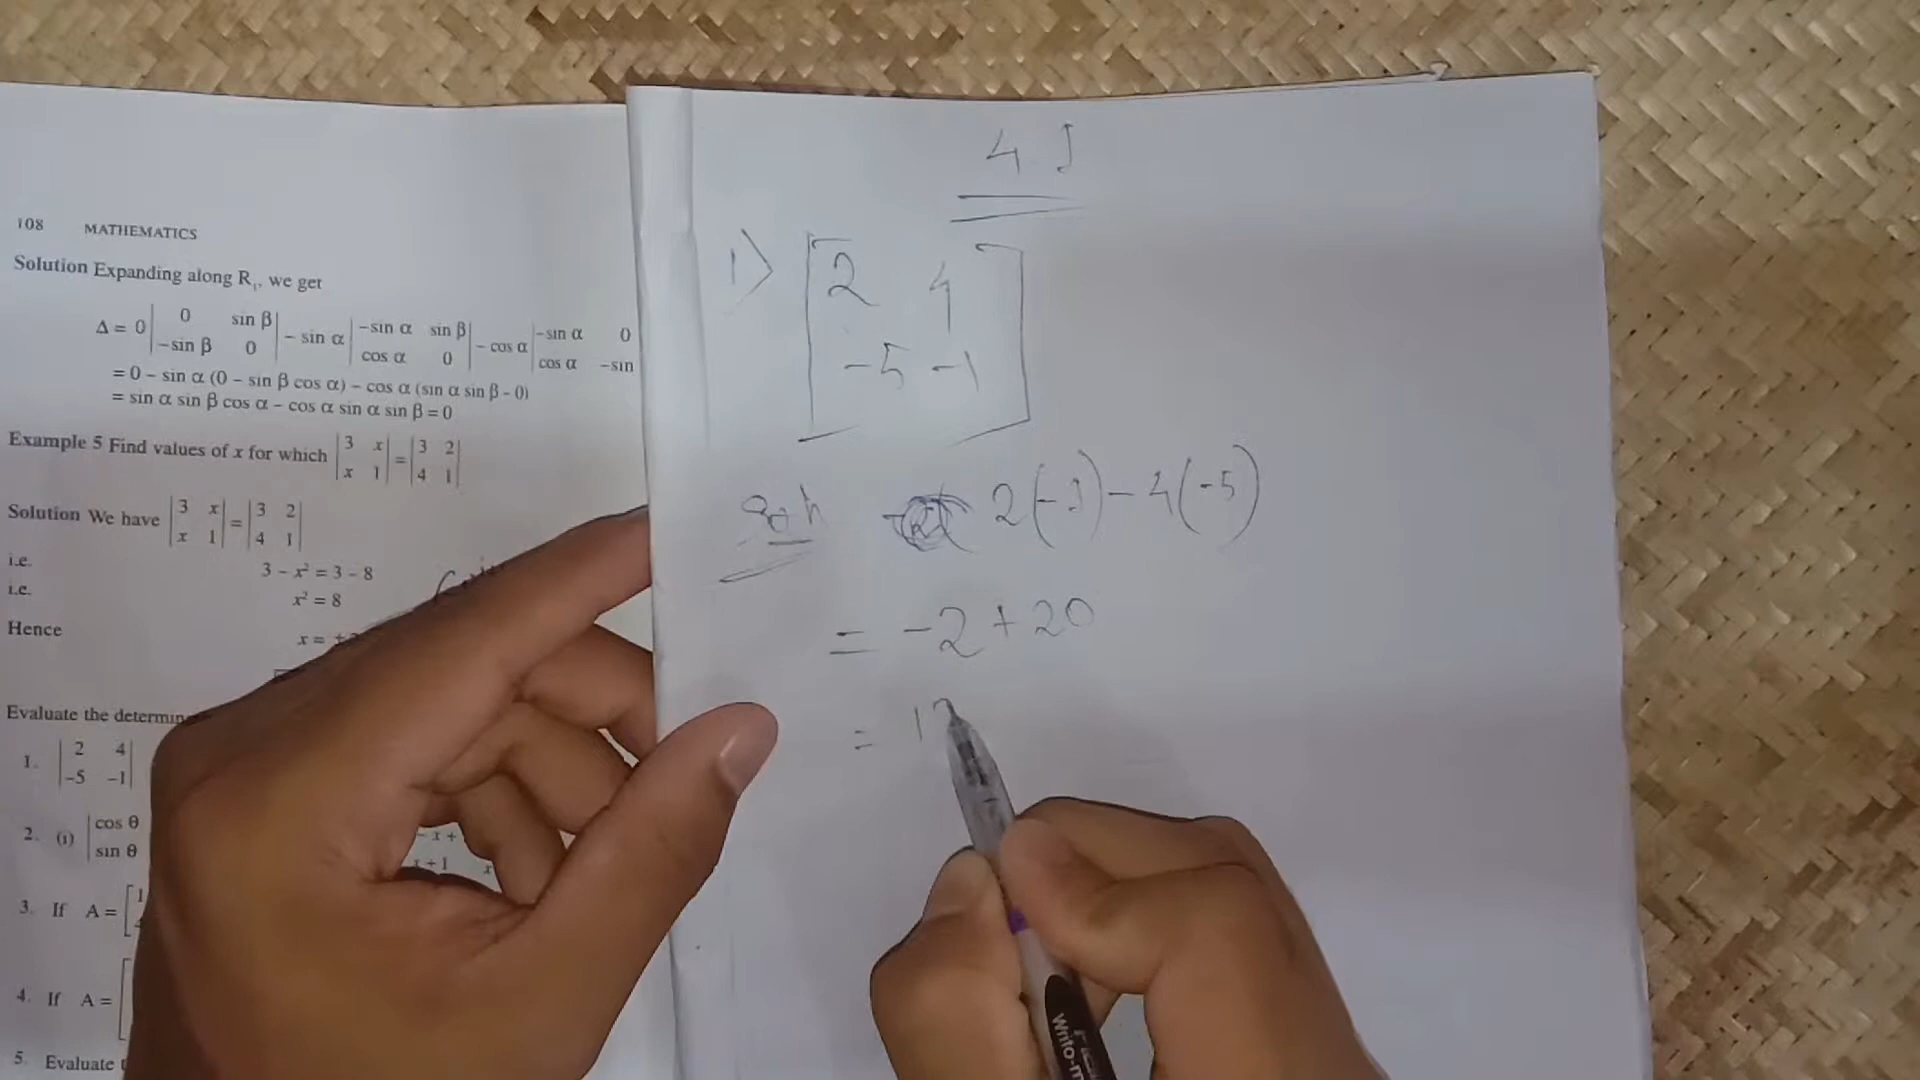 108 MATHEMATICS
Solution Expanding along R₁, we get
Δ = 0 | 0 sin β | – sin α | –sin α sin β | – cos α | –sin α 0
| –sin β 0 | | cos α 0 | | cos α –sin
= 0 – sin α (0 – sin β cos α) – cos α (sin α sin β – 0)
= sin α sin β cos α – cos α sin α sin β = 0
Example 5 Find values of x for which | 3 x | = | 3 2 |
| x 1 | | 4 1 |
Solution We have | 3 x | = | 3 2 |
| x 1 | | 4 1 |
i.e. 3 – x² = 3 – 8
i.e. x² = 8
Hence x =
Evaluate the
1. | 2 4 |
| –5 –1 |
2. (i) | cos θ
| sin θ
– x +
x + 1 x
3. If A = [ 1
4. If A = [
5. Evaluate
4.1
1) [ 2 4 ]
[ -5 -1 ]
Soln 2(-1) - 4(-5)
= -2 + 20
= 1